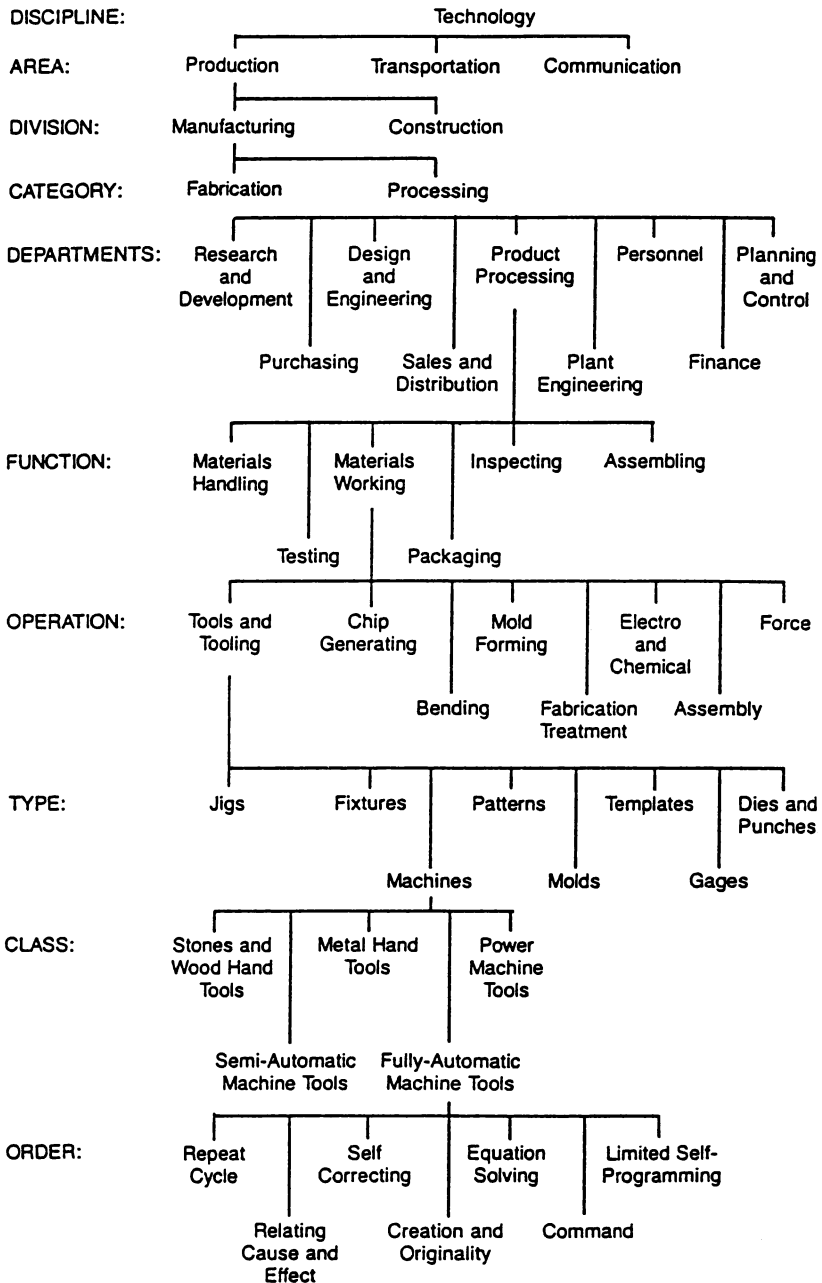 DISCIPLINE: Technology
AREA: Production Transportation Communication
DIVISION: Manufacturing Construction
CATEGORY: Fabrication Processing
DEPARTMENTS: Research Design Product Personnel Planning
and and Processing and
Development Engineering Control
Purchasing Sales and Plant Finance
Distribution Engineering
FUNCTION: Materials Materials Inspecting Assembling
Handling Working
Testing Packaging
OPERATION: Tools and Chip Mold Electro Force
Tooling Generating Forming and
Chemical
Bending Fabrication Assembly
Treatment
TYPE: Jigs Fixtures Patterns Templates Dies and
Punches
Machines Molds Gages
CLASS: Stones and Metal Hand Power
Wood Hand Tools Machine
Tools Tools
Semi-Automatic Fully-Automatic
Machine Tools Machine Tools
ORDER: Repeat Self Equation Limited Self-
Cycle Correcting Solving Programming
Relating Creation and Command
Cause and Originality
Effect